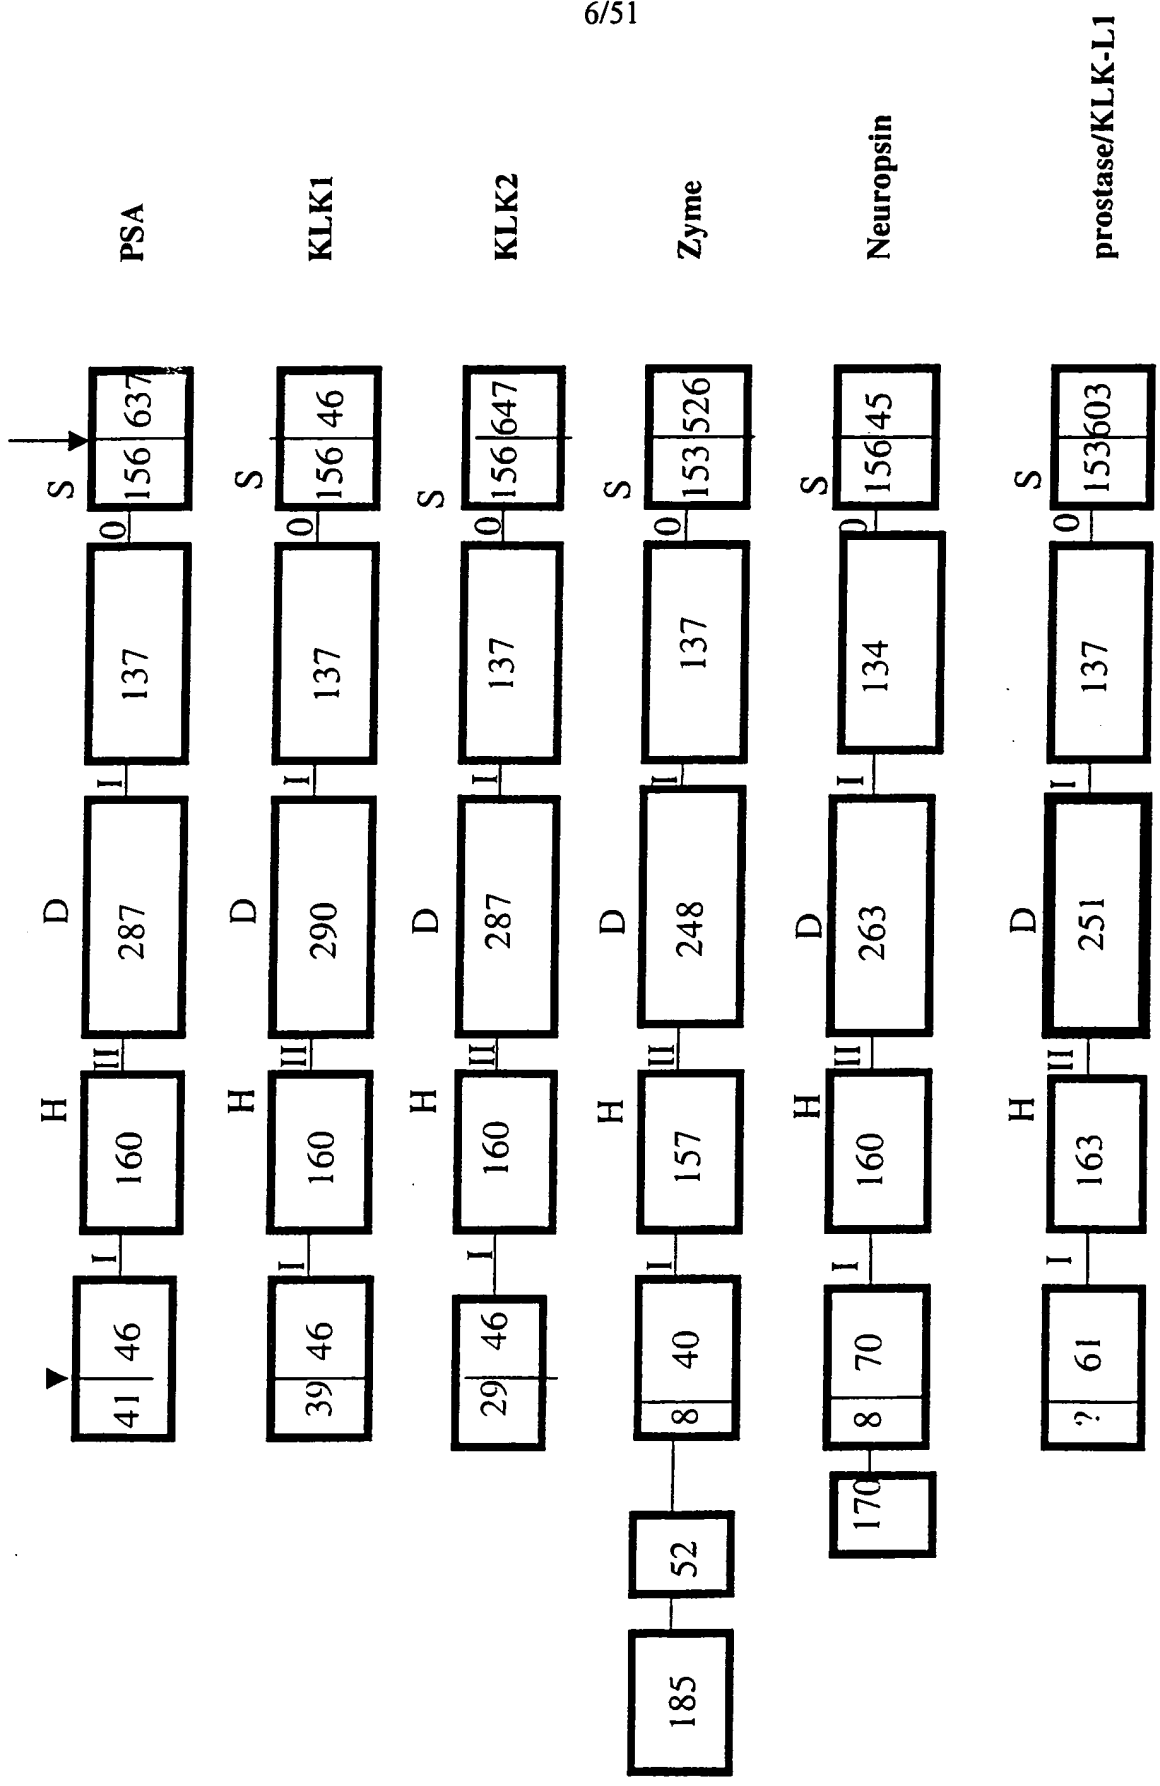 6/51
H D S
41 46 I 160 II 287 I 137 0 156 637 PSA
H D S
39 46 I 160 II 290 I 137 0 156 46 KLK1
H D S
29 46 I 160 II 287 I 137 0 156 647 KLK2
H D S
185 52 8 40 I 157 II 248 I 137 0 153 526 Zyme
H D S
170 8 70 I 160 II 263 I 134 0 156 45 Neuropsin
H D S
? 61 I 163 II 251 I 137 0 153 603 prostase/KLK-L1